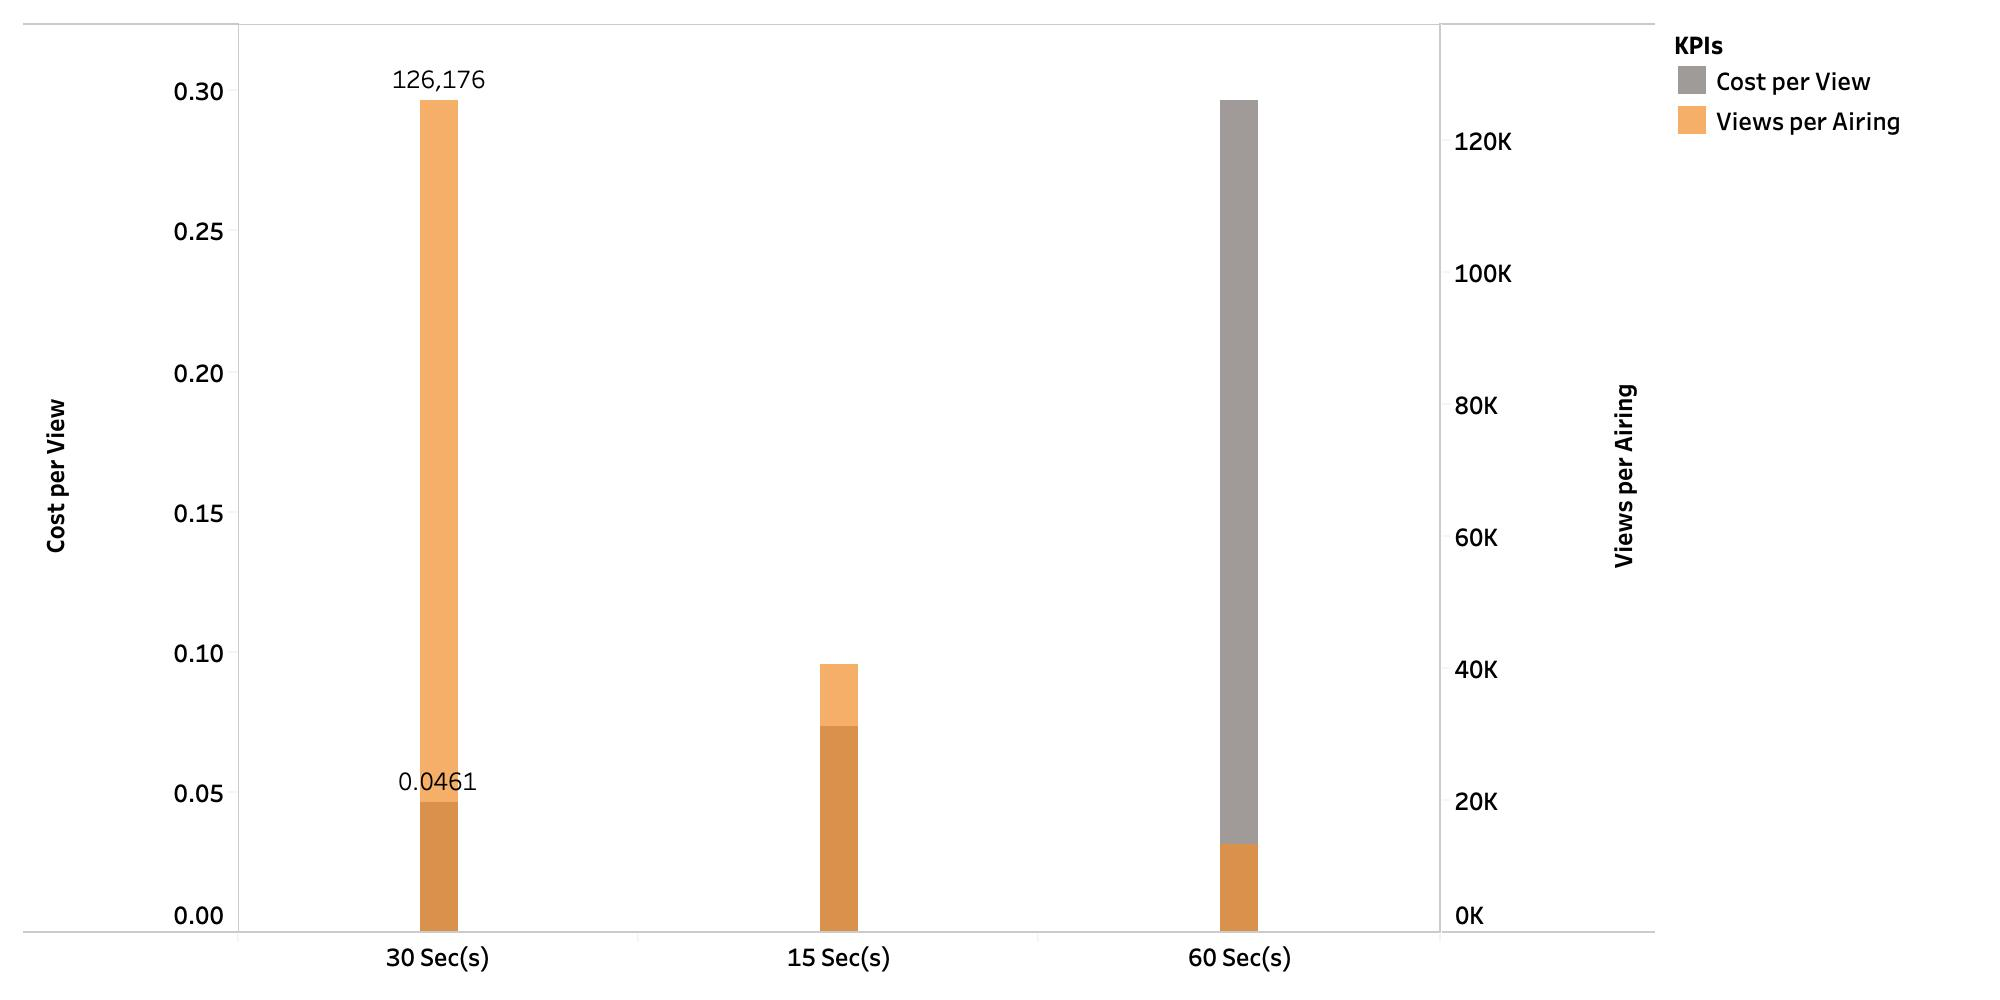 KPIs
Cost per View
Views per Airing
126,176
0.0461
Cost per View
0.30
0.25
0.20
0.15
0.10
0.05
0.00
120K
100K
80K
60K
40K
20K
0K
Views per Airing
30 Sec(s)
15 Sec(s)
60 Sec(s)